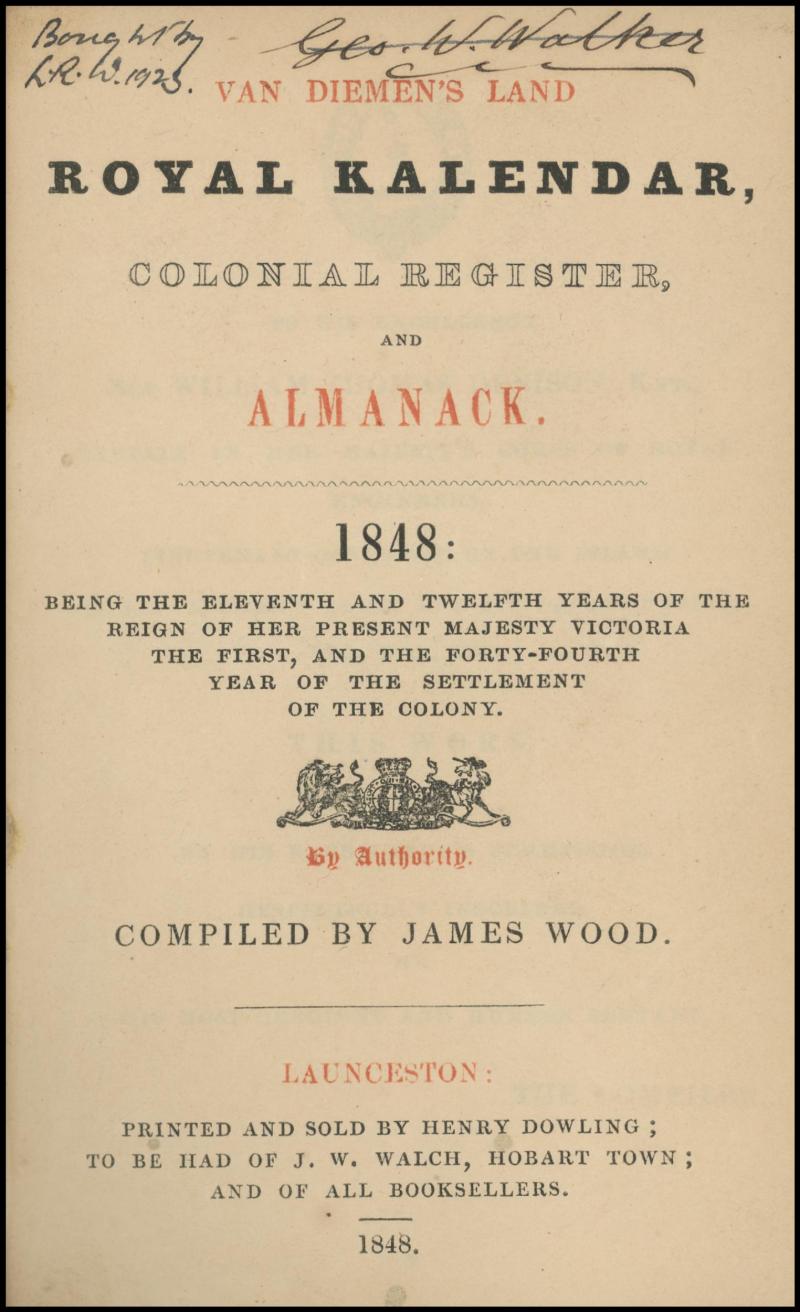 Bought by
L.R.W. 1923.
Geo. W. Walker
VAN DIEMEN'S LAND
ROYAL KALENDAR,
COLONIAL REGISTER,
AND
ALMANACK.
1848:
BEING THE ELEVENTH AND TWELFTH YEARS OF THE
REIGN OF HER PRESENT MAJESTY VICTORIA
THE FIRST, AND THE FORTY-FOURTH
YEAR OF THE SETTLEMENT
OF THE COLONY.
By Authority.
COMPILED BY JAMES WOOD.
LAUNCESTON:
PRINTED AND SOLD BY HENRY DOWLING;
TO BE HAD OF J. W. WALCH, HOBART TOWN;
AND OF ALL BOOKSELLERS.
1848.